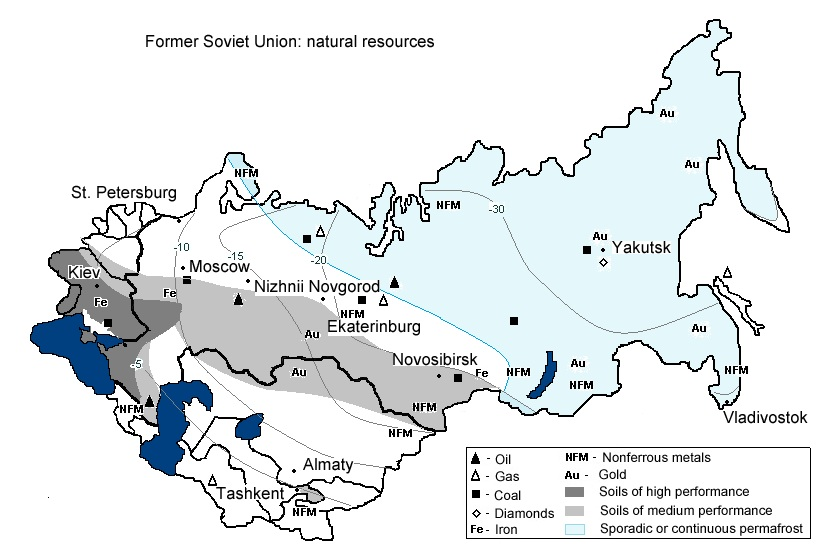 Former Soviet Union: natural resources
Au
Au
NFM
St. Petersburg
NFM
-30
-10
-15
-20
Au
Yakutsk
Moscow
Kiev
Nizhnii Novgorod
Fe
Fe
NFM
Ekaterinburg
Au
Au
Novosibirsk
-5
Au
Fe
NFM
Au
NFM
NFM
NFM
NFM
NFM
Vladivostok
Almaty
Tashkent
NFM
- Oil
- Gas
- Coal
- Diamonds
Fe - Iron
NFM - Nonferrous metals
Au - Gold
Soils of high performance
Soils of medium performance
Sporadic or continuous permafrost